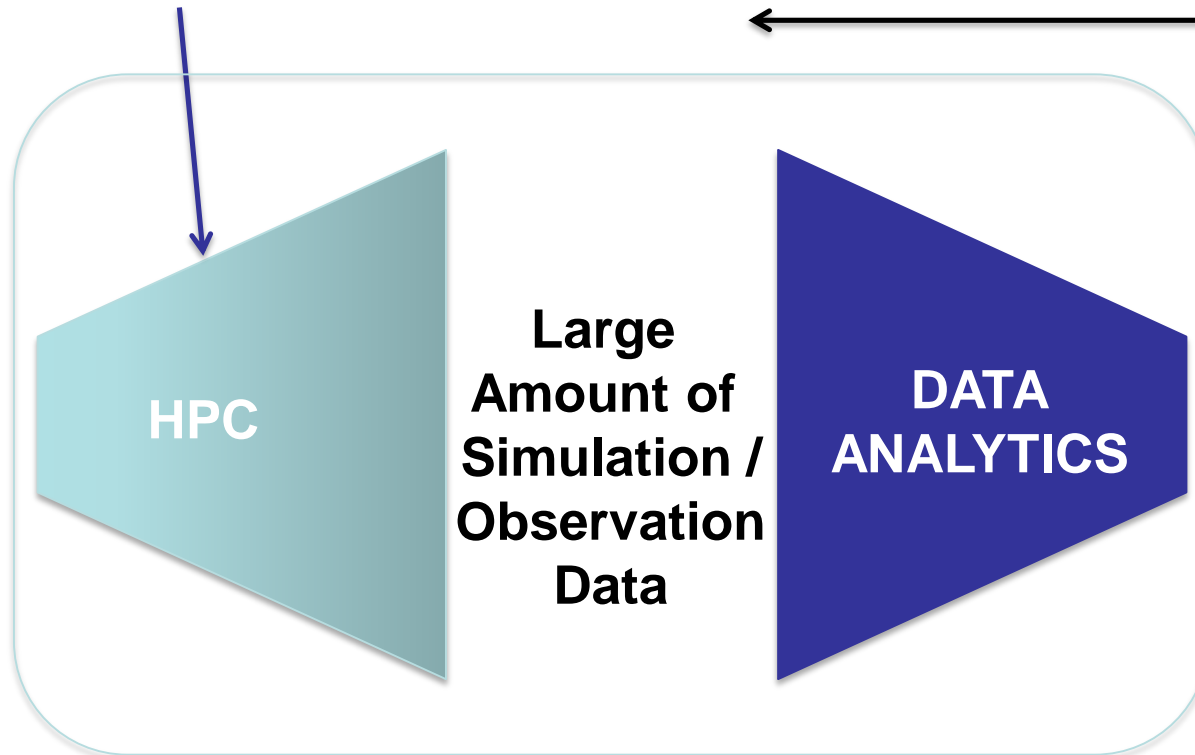 HPC
Large
Amount of
Simulation /
Observation
Data
DATA
ANALYTICS